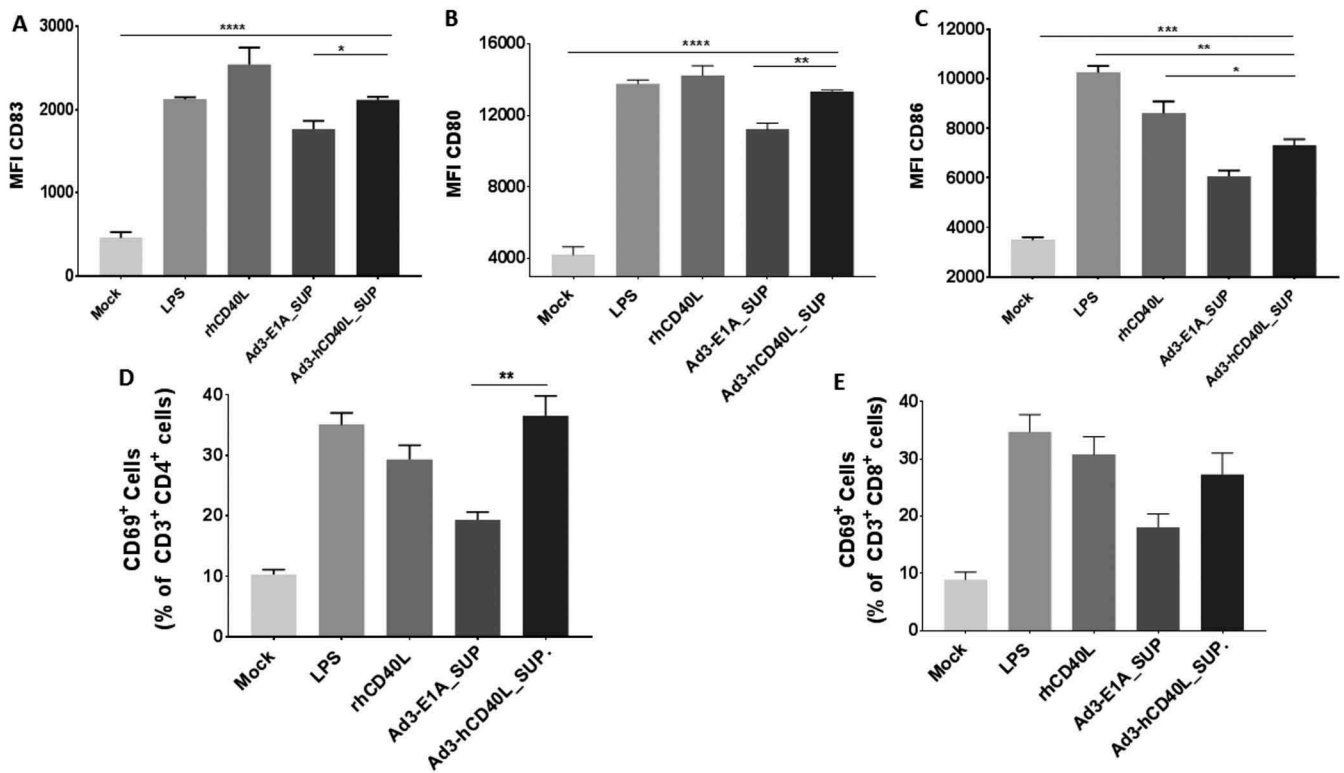 A
MFI CD83
3000
2000
1000
0
****
*
Mock
LPS
rhCD40L
Ad3-E1A_SUP
Ad3-hCD40L_SUP
B
MFI CD80
16000
12000
8000
4000
****
**
Mock
LPS
rhCD40L
Ad3-E1A_SUP
Ad3-hCD40L_SUP
C
MFI CD86
12000
10000
8000
6000
4000
2000
***
**
*
Mock
LPS
rhCD40L
Ad3-E1A_SUP
Ad3-hCD40L_SUP
D
CD69+ Cells
(% of CD3+ CD4+ cells)
40
30
20
10
0
**
Mock
LPS
rhCD40L
Ad3-E1A_SUP
Ad3-hCD40L_SUP.
E
CD69+ Cells
(% of CD3+ CD8+ cells)
40
30
20
10
0
Mock
LPS
rhCD40L
Ad3-E1A_SUP
Ad3-hCD40L_SUP.